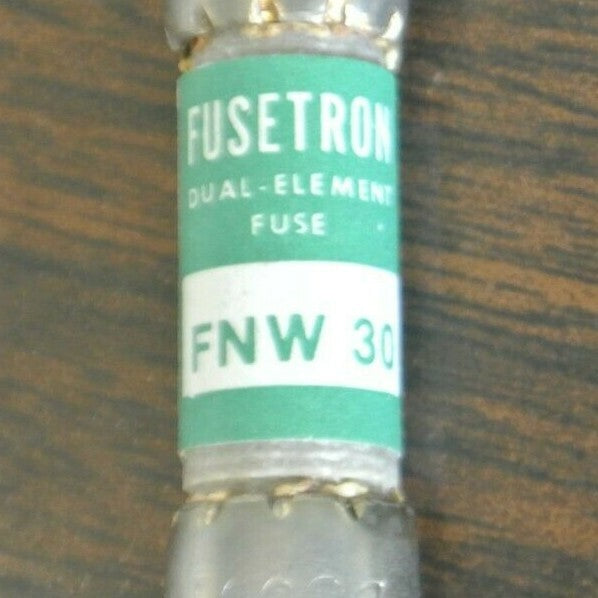 FUSETRON
DUAL-ELEMENT
FUSE
FNW 30